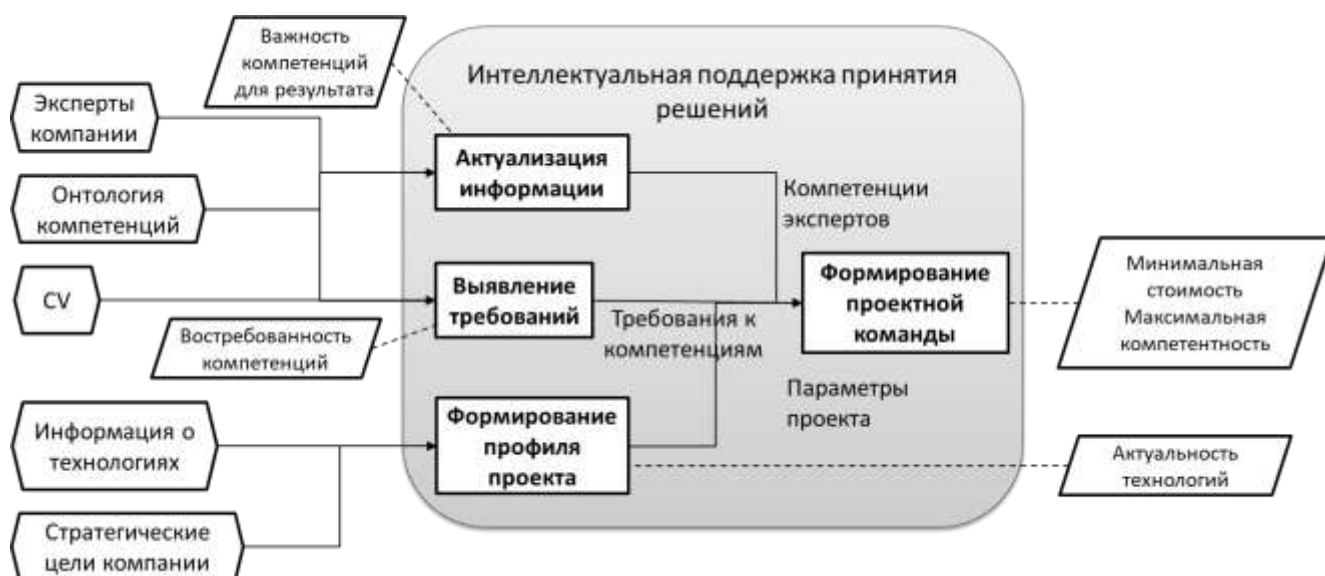 Важность
компетенций
для результата
Интеллектуальная поддержка принятия
решений
Эксперты
компании
Актуализация
информации
Онтология
компетенций
Компетенции
экспертов
CV
Выявление
требований
Формирование
проектной
команды
Минимальная
стоимость
Максимальная
компетентность
Востребованность
компетенций
Требования к
компетенциям
Параметры
проекта
Информация о
технологиях
Формирование
профиля
проекта
Актуальность
технологий
Стратегические
цели компании